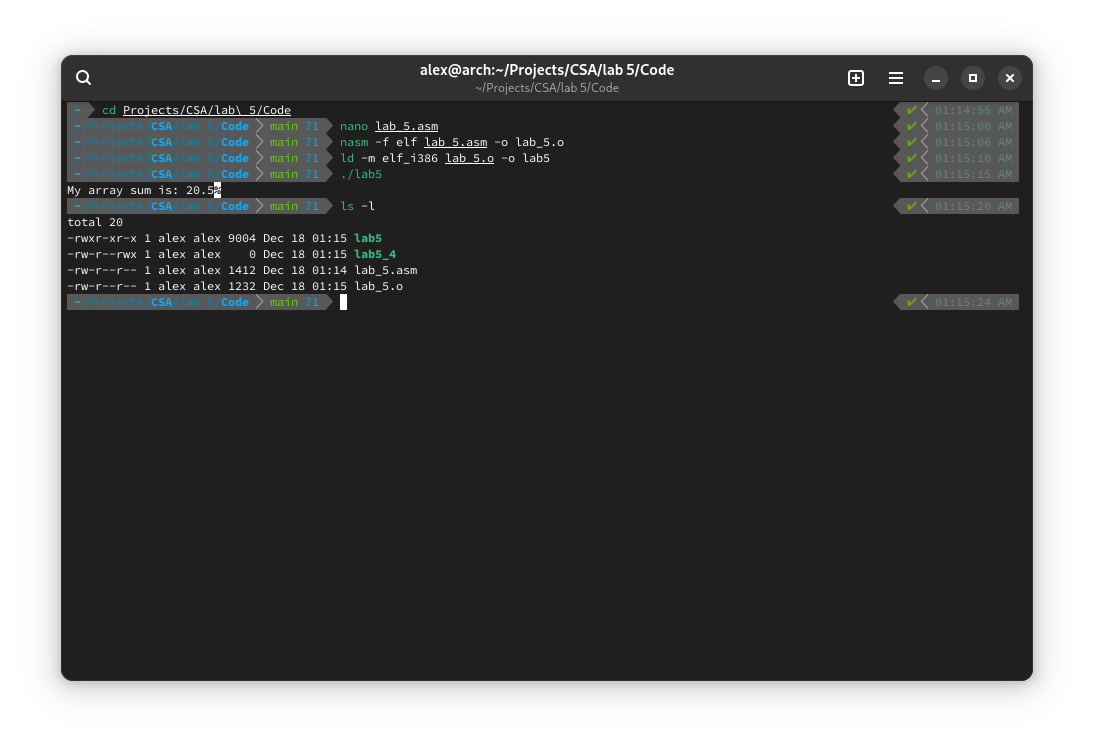 alex@arch:~/Projects/CSA/lab 5/Code
~/Projects/CSA/lab 5/Code
~ cd Projects/CSA/lab\ 5/Code ✔ 01:14:55 AM
~/Projects/CSA/lab 5/Code main ?1 nano lab_5.asm ✔ 01:15:00 AM
~/Projects/CSA/lab 5/Code main ?1 nasm -f elf lab_5.asm -o lab_5.o ✔ 01:15:06 AM
~/Projects/CSA/lab 5/Code main ?1 ld -m elf_i386 lab_5.o -o lab5 ✔ 01:15:10 AM
~/Projects/CSA/lab 5/Code main ?1 ./lab5 ✔ 01:15:15 AM
My array sum is: 20.5%
~/Projects/CSA/lab 5/Code main ?1 ls -l ✔ 01:15:20 AM
total 20
-rwxr-xr-x 1 alex alex 9004 Dec 18 01:15 lab5
-rw-r--rwx 1 alex alex    0 Dec 18 01:15 lab5_4
-rw-r--r-- 1 alex alex 1412 Dec 18 01:14 lab_5.asm
-rw-r--r-- 1 alex alex 1232 Dec 18 01:15 lab_5.o
~/Projects/CSA/lab 5/Code main ?1 ✔ 01:15:24 AM